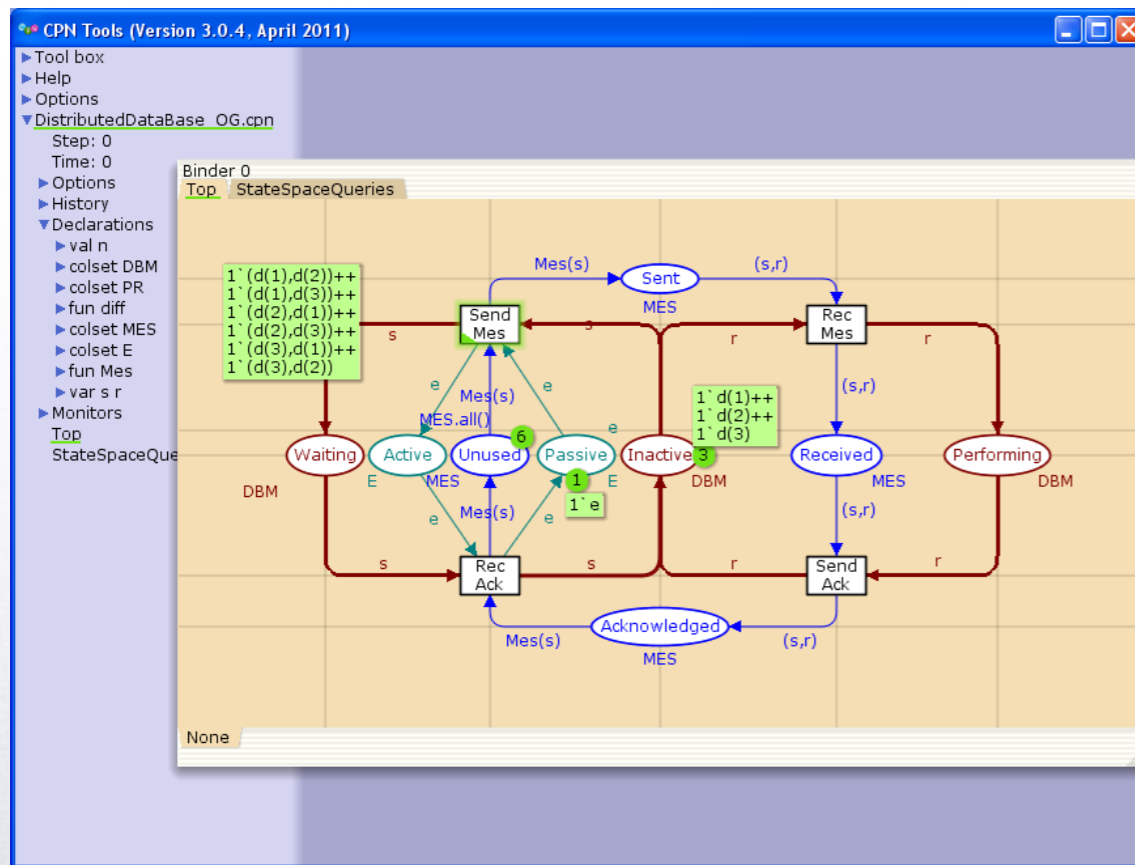 CPN Tools (Version 3.0.4, April 2011)
Tool box
Help
Options
DistributedDataBase_OG.cpn
Step: 0
Time: 0
Options
History
Declarations
val n
colset DBM
colset PR
fun diff
colset MES
colset E
fun Mes
var s r
Monitors
Top
StateSpaceQue
Binder 0
Top
StateSpaceQueries
1`(d(1),d(2))++
1`(d(1),d(3))++
1`(d(2),d(1))++
1`(d(2),d(3))++
1`(d(3),d(1))++
1`(d(3),d(2))
Mes(s)
Sent
(s,r)
MES
s
Send
Mes
s
r
Rec
Mes
r
e
Mes(s)
e
(s,r)
MES.all()
e
1`d(1)++
1`d(2)++
1`d(3)
Waiting
Active
Unused
6
Passive
Inactive
3
Received
Performing
DBM
E
MES
1
E
DBM
MES
DBM
1`e
e
Mes(s)
e
(s,r)
s
Rec
Ack
s
r
Send
Ack
r
Mes(s)
Acknowledged
(s,r)
MES
None